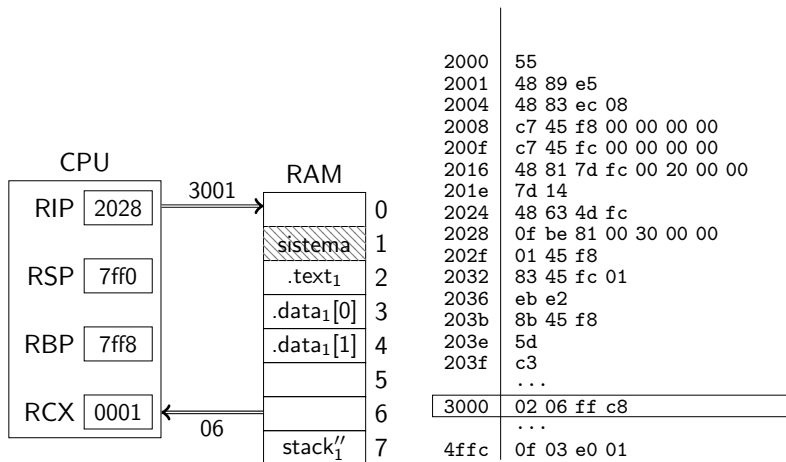 CPU
RIP 2028
RSP 7ff0
RBP 7ff8
RCX 0001
3001
06
RAM
0
sistema 1
.text₁ 2
.data₁[0] 3
.data₁[1] 4
5
6
stack₁′′ 7
2000 55
2001 48 89 e5
2004 48 83 ec 08
2008 c7 45 f8 00 00 00 00
200f c7 45 fc 00 00 00 00
2016 48 81 7d fc 00 20 00 00
201e 7d 14
2024 48 63 4d fc
2028 0f be 81 00 30 00 00
202f 01 45 f8
2032 83 45 fc 01
2036 eb e2
203b 8b 45 f8
203e 5d
203f c3
...
3000 02 06 ff c8
...
4ffc 0f 03 e0 01